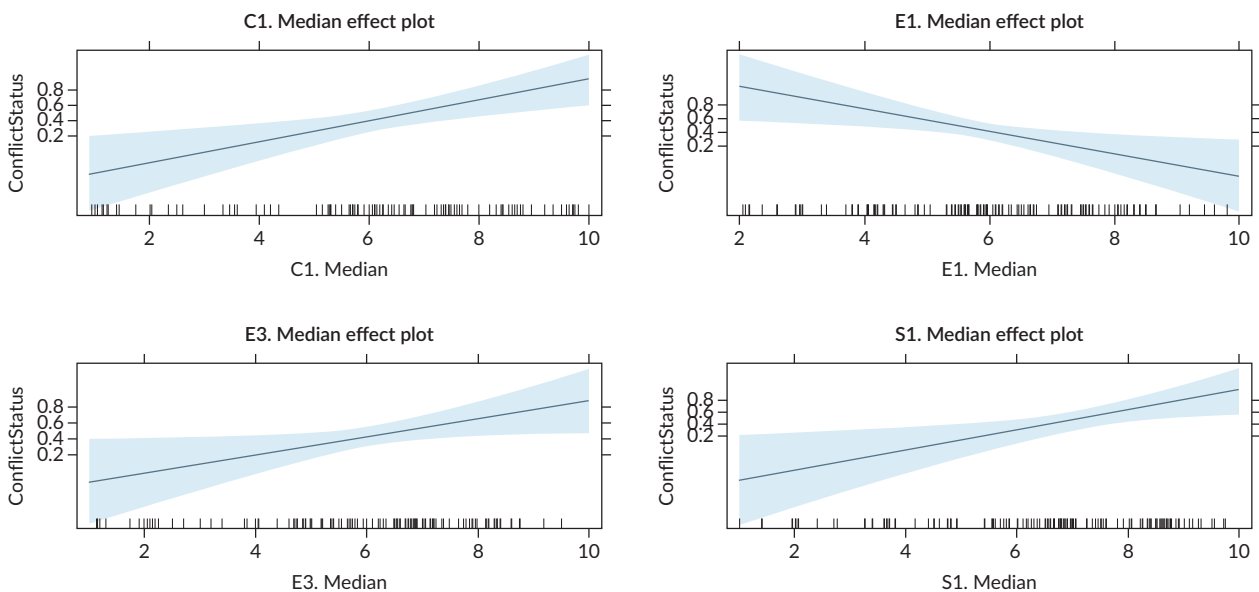 C1. Median effect plot
ConflictStatus
0.8
0.6
0.4
0.2
2 4 6 8 10
C1. Median
E1. Median effect plot
ConflictStatus
0.8
0.6
0.4
0.2
2 4 6 8 10
E1. Median
E3. Median effect plot
ConflictStatus
0.8
0.6
0.4
0.2
2 4 6 8 10
E3. Median
S1. Median effect plot
ConflictStatus
0.8
0.6
0.4
0.2
2 4 6 8 10
S1. Median